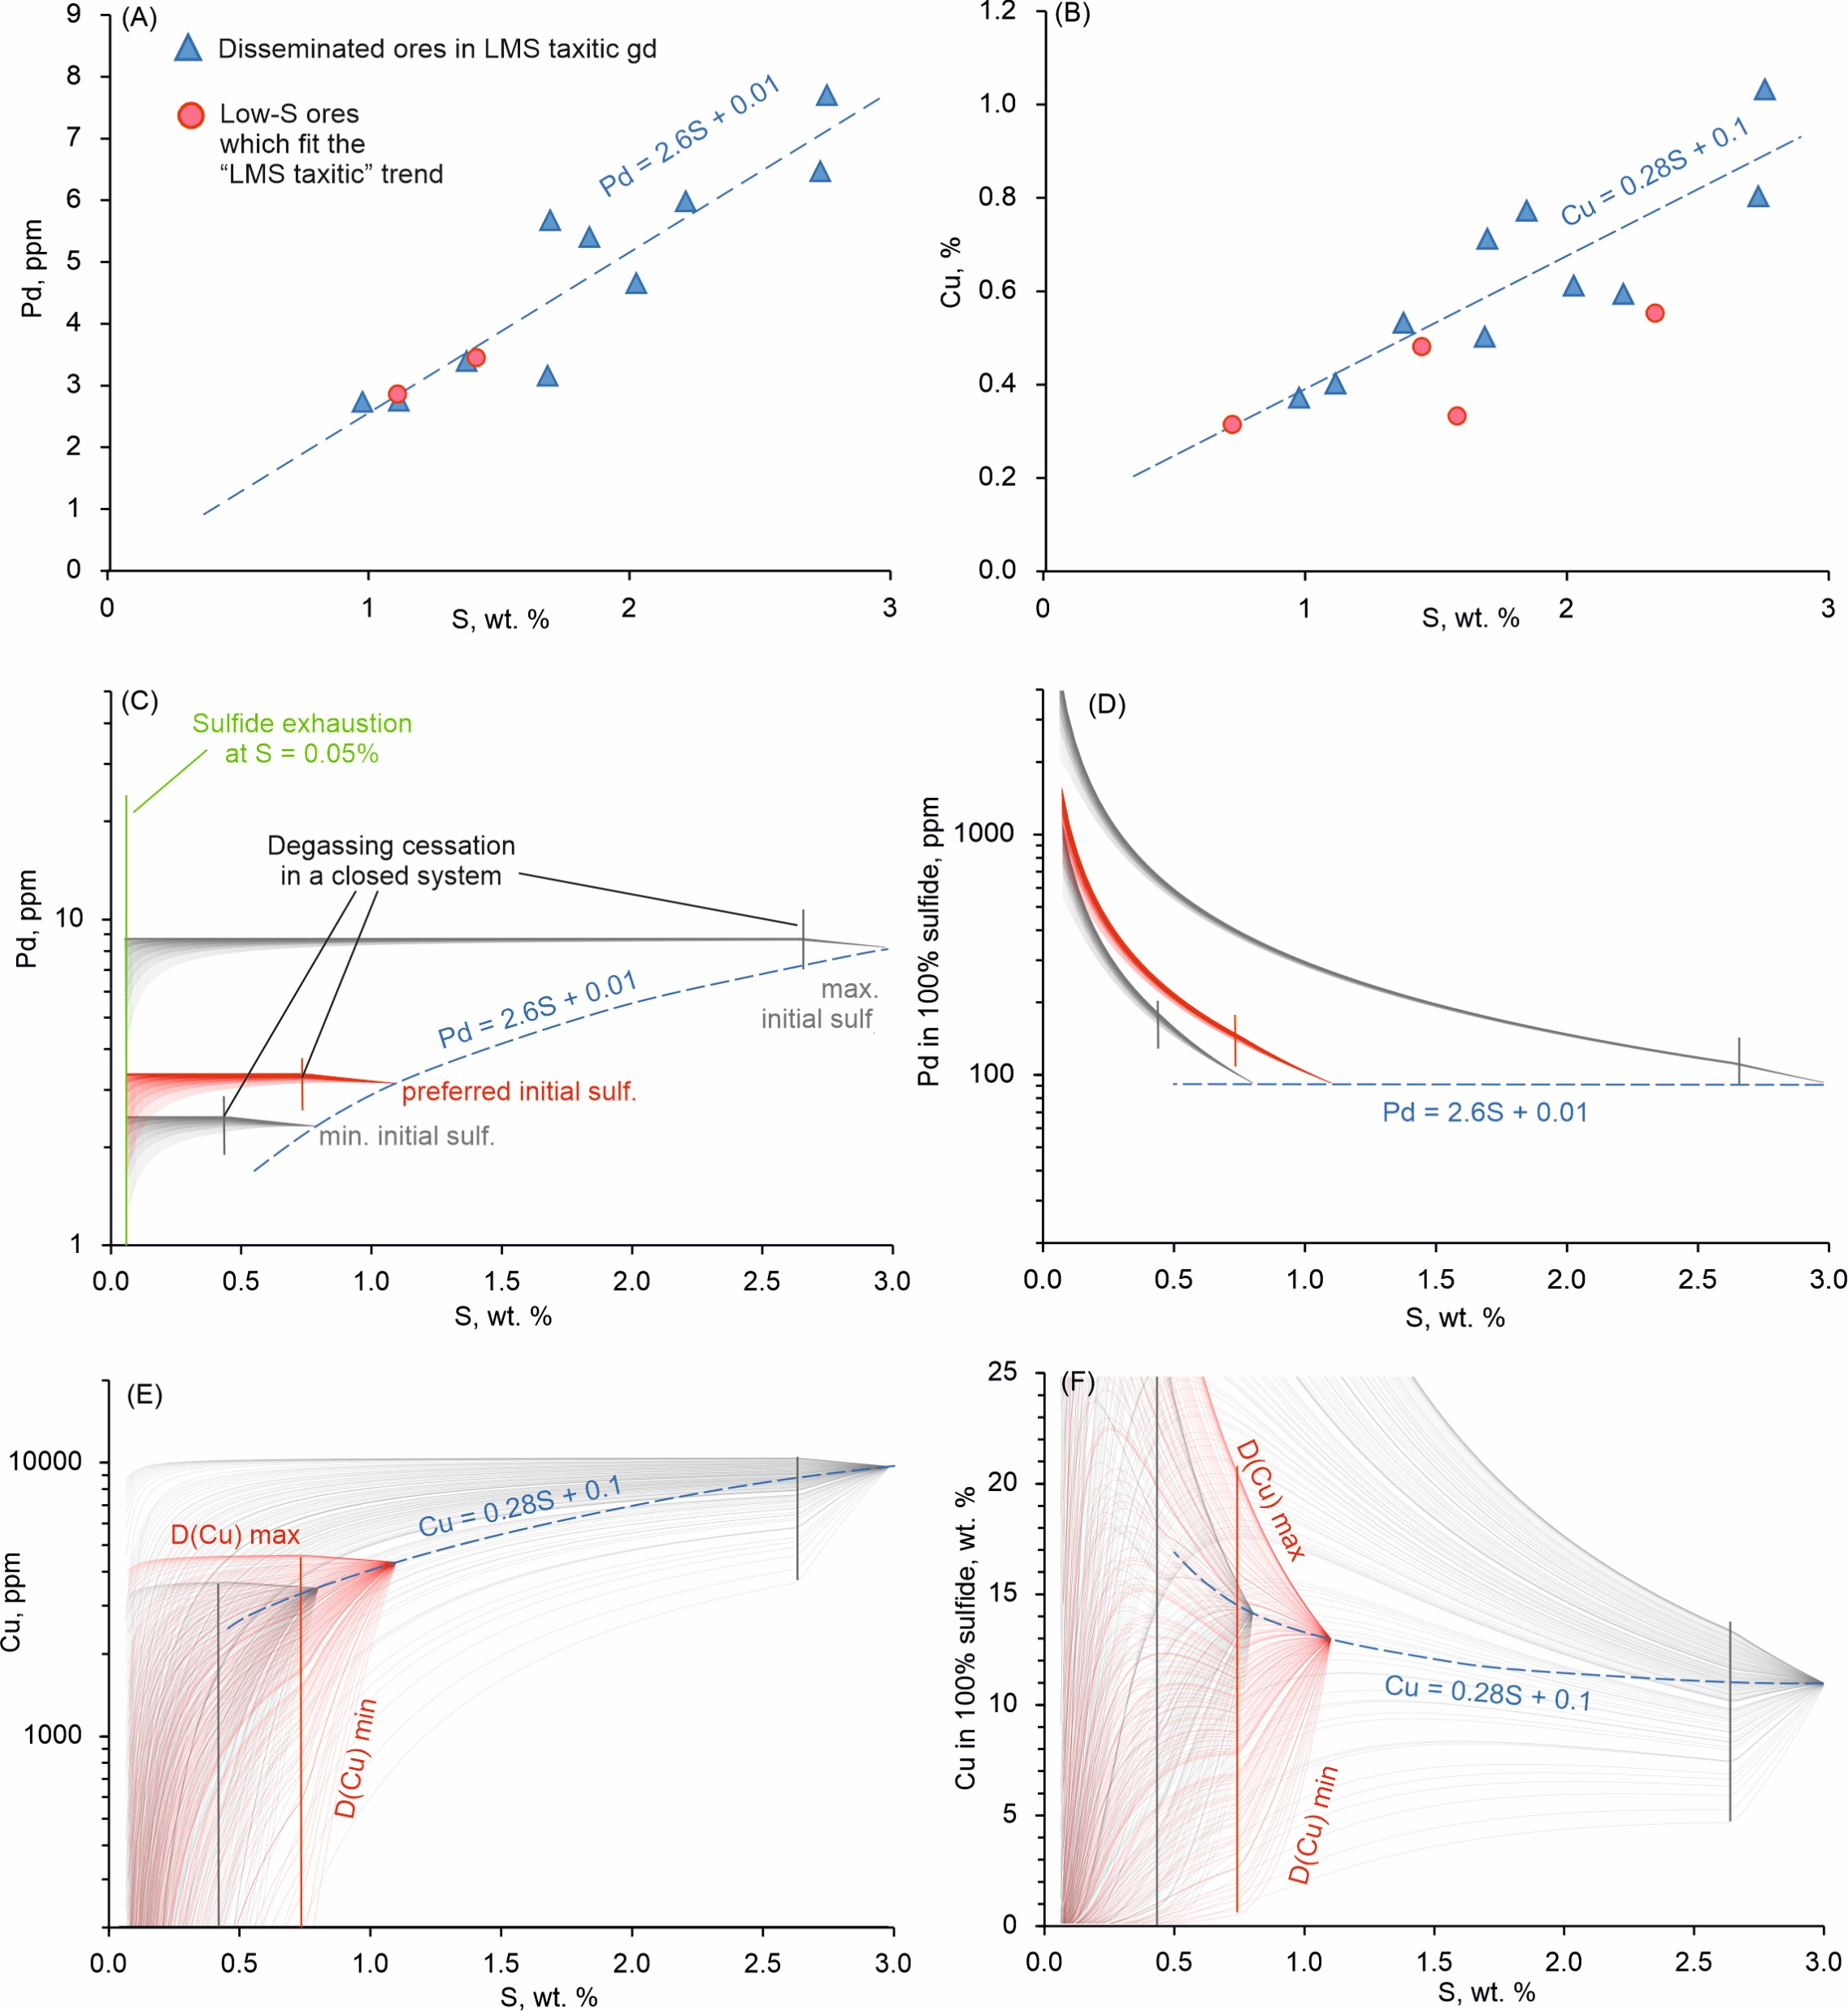 (A)
Disseminated ores in LMS taxitic gd
Low-S ores
which fit the
“LMS taxitic” trend
Pd = 2.6S + 0.01
Pd, ppm
9
8
7
6
5
4
3
2
1
0
0 1 2 3
S, wt. %
(B)
Cu = 0.28S + 0.1
Cu, %
1.2
1.0
0.8
0.6
0.4
0.2
0.0
0 1 2 3
S, wt. %
(C)
Sulfide exhaustion
at S = 0.05%
Degassing cessation
in a closed system
Pd = 2.6S + 0.01
max.
initial sulf.
preferred initial sulf.
min. initial sulf.
Pd, ppm
10
1
0.0 0.5 1.0 1.5 2.0 2.5 3.0
S, wt. %
(D)
Pd in 100% sulfide, ppm
1000
100
Pd = 2.6S + 0.01
0.0 0.5 1.0 1.5 2.0 2.5 3.0
S, wt. %
(E)
Cu, ppm
10000
1000
Cu = 0.28S + 0.1
D(Cu) max
D(Cu) min
0.0 0.5 1.0 1.5 2.0 2.5 3.0
S, wt. %
(F)
Cu in 100% sulfide, wt. %
25
20
15
10
5
0
D(Cu) max
Cu = 0.28S + 0.1
D(Cu) min
0.0 0.5 1.0 1.5 2.0 2.5 3.0
S, wt. %